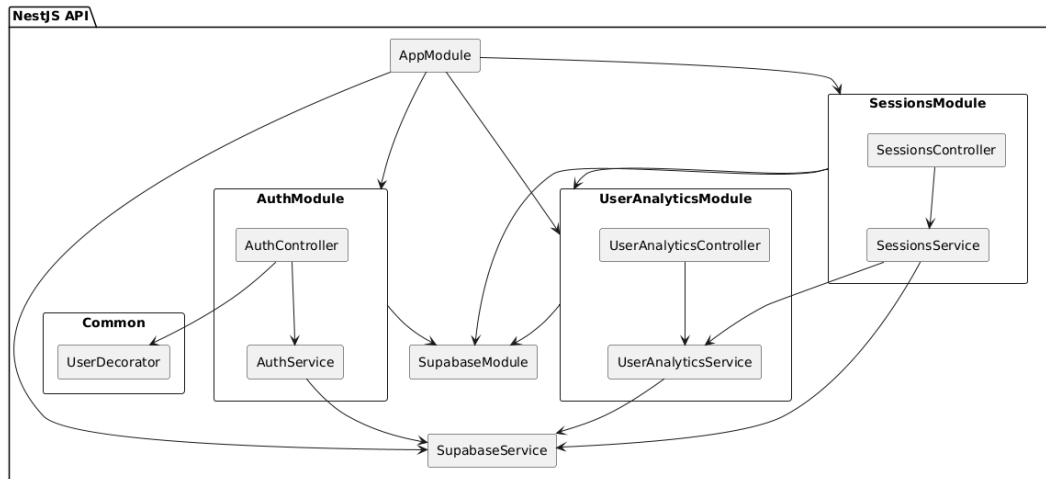 NestJS API
AppModule
SessionsModule
SessionsController
AuthModule
UserAnalyticsModule
AuthController
UserAnalyticsController
SessionsService
Common
UserDecorator
AuthService
SupabaseModule
UserAnalyticsService
SupabaseService